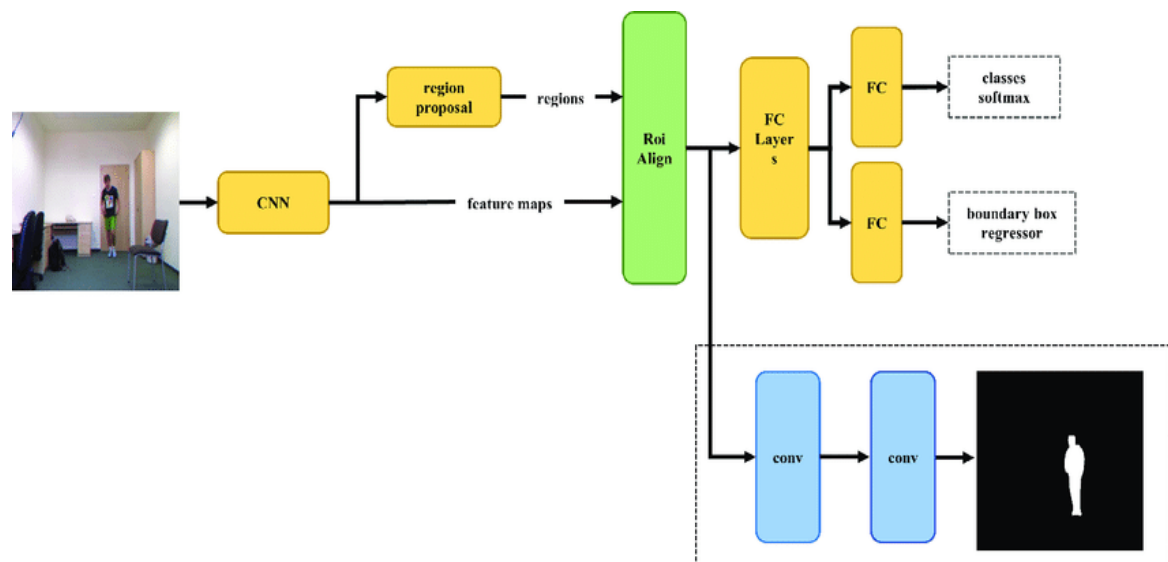 region
proposal
regions
CNN
feature maps
Roi
Align
FC
Layer
s
FC
classes
softmax
FC
boundary box
regressor
conv
conv